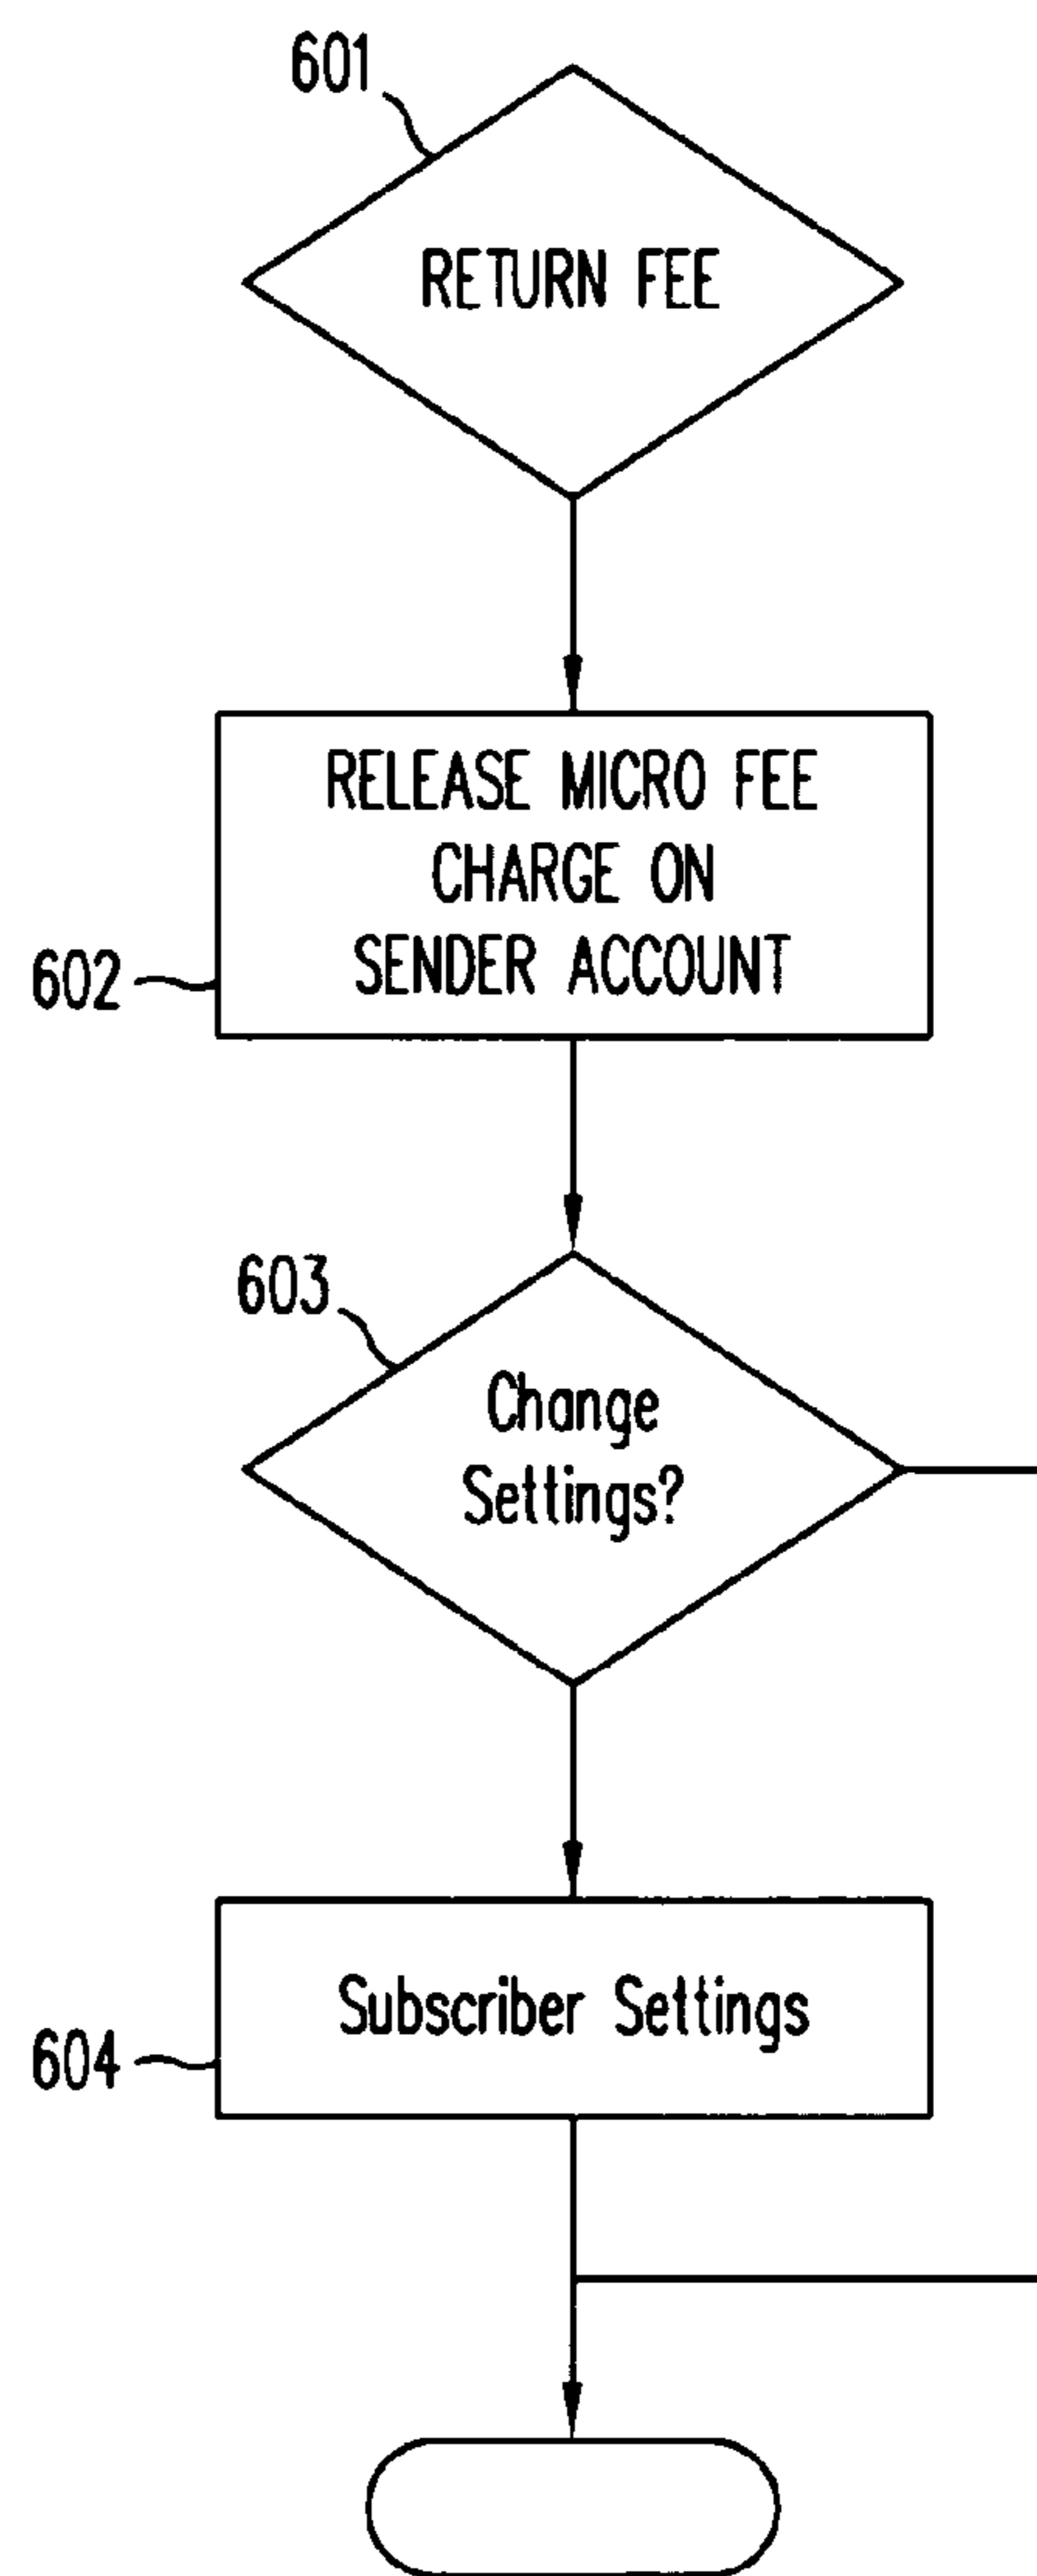 601
RETURN FEE
RELEASE MICRO FEE
CHARGE ON
SENDER ACCOUNT
602
603
Change
Settings?
Subscriber Settings
604